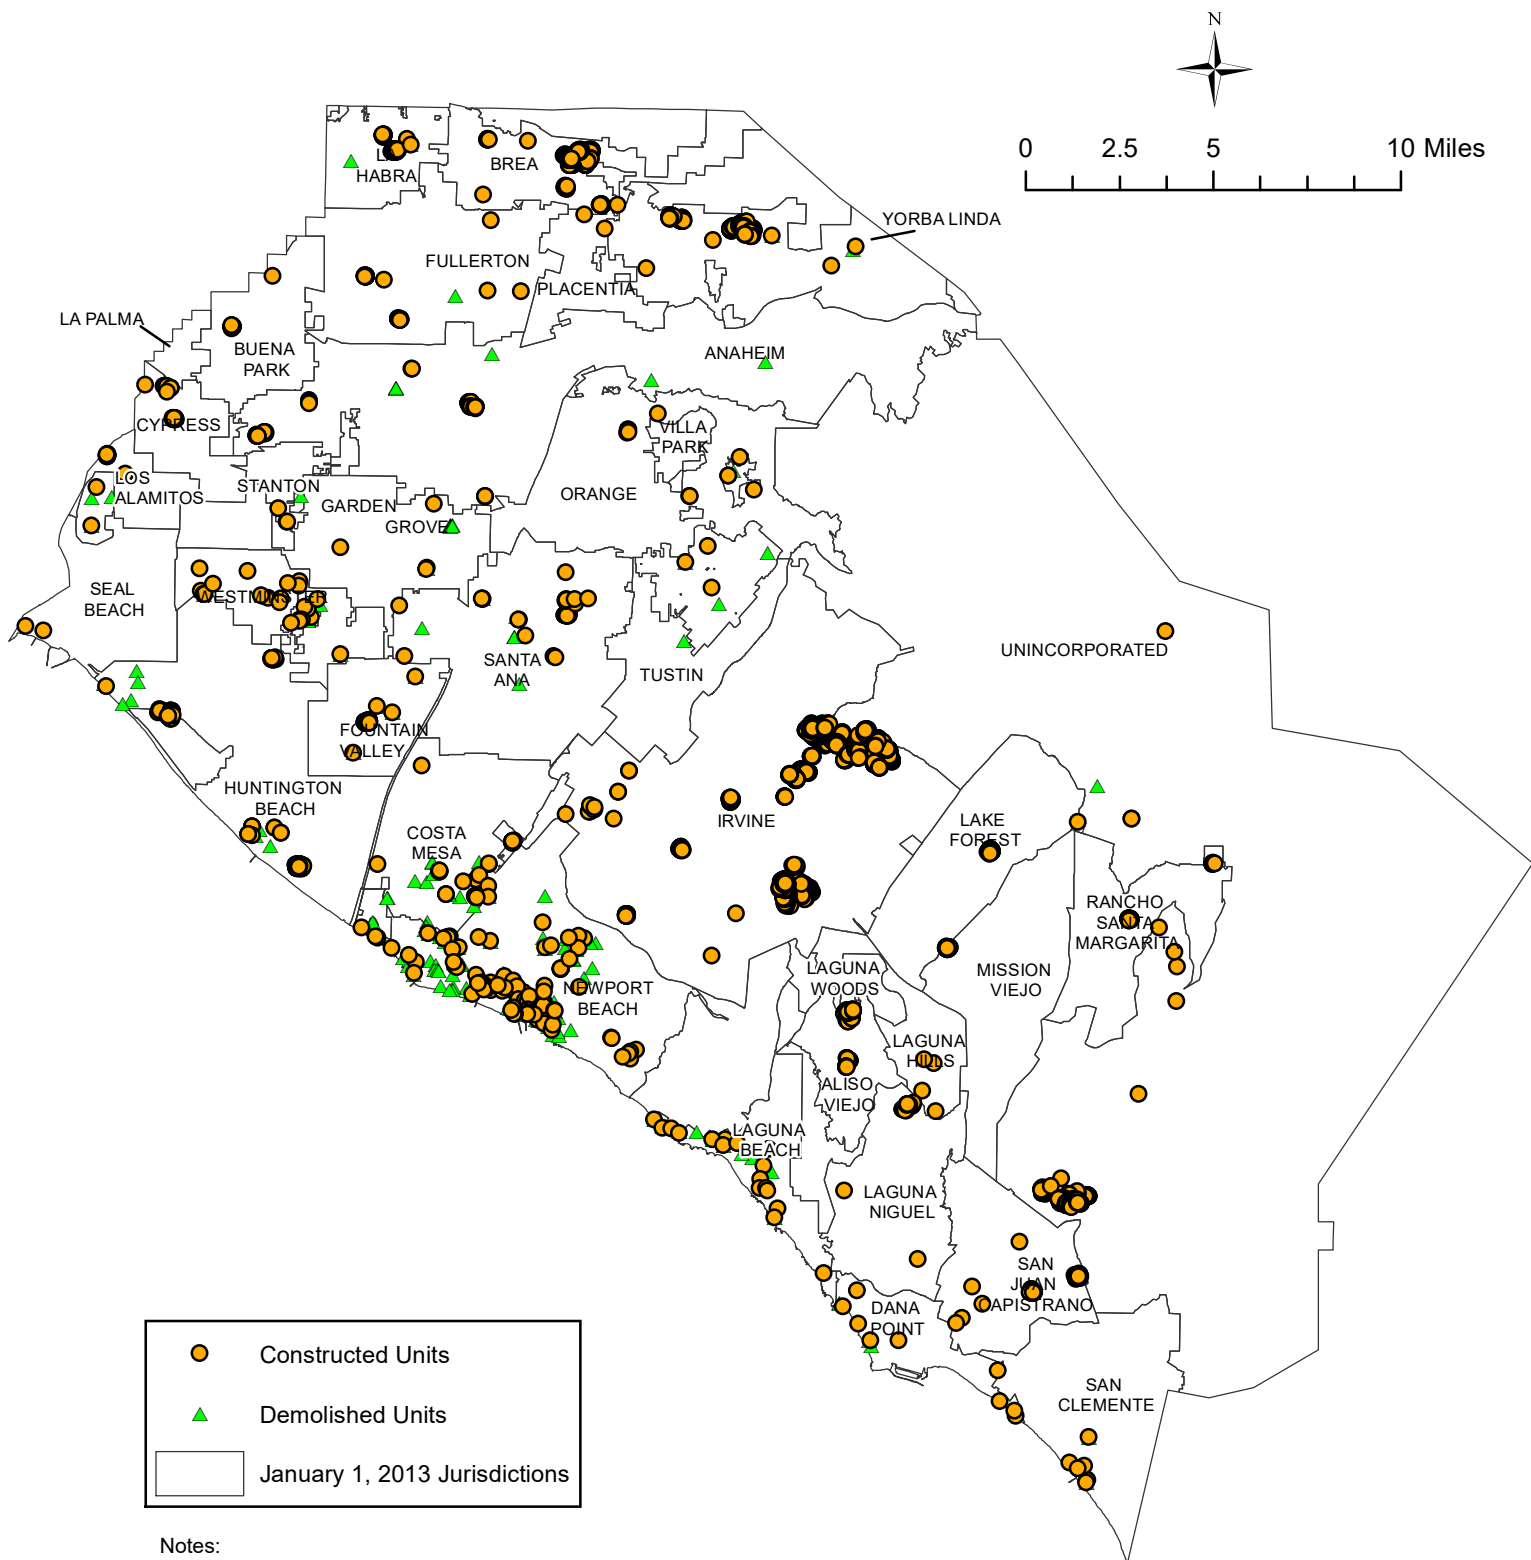 N
0 2.5 5 10 Miles
LA
HABRA
BREA
YORBA LINDA
FULLERTON
PLACENTIA
LA PALMA
BUENA
PARK
ANAHEIM
CYPRESS
VILLA
PARK
LOS
ALAMITOS
STANTON
GARDEN
GROVE
ORANGE
SEAL
BEACH
WESTMINSTER
SANTA
ANA
TUSTIN
UNINCORPORATED
FOUNTAIN
VALLEY
HUNTINGTON
BEACH
COSTA
MESA
IRVINE
LAKE
FOREST
RANCHO
SANTA
MARGARITA
MISSION
VIEJO
LAGUNA
WOODS
NEWPORT
BEACH
LAGUNA
HILLS
ALISO
VIEJO
LAGUNA
BEACH
LAGUNA
NIGUEL
SAN
JUAN
CAPISTRANO
DANA
POINT
SAN
CLEMENTE
Constructed Units
Demolished Units
January 1, 2013 Jurisdictions
Notes: